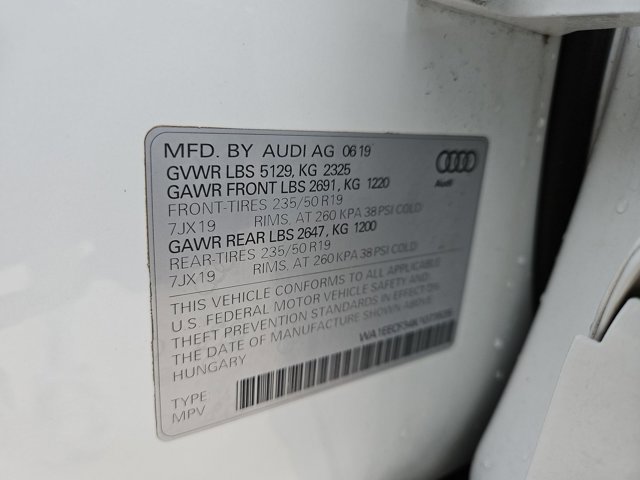 MFD. BY AUDI AG 06 19
GVWR LBS 5129, KG 2325
GAWR FRONT LBS 2691, KG 1220
FRONT-TIRES 235/50 R19
7JX19 RIMS, AT 260 KPA 38 PSI COLD
GAWR REAR LBS 2647, KG 1200
REAR-TIRES 235/50 R19
7JX19 RIMS, AT 260 KPA 38 PSI COLD
Audi
THIS VEHICLE CONFORMS TO ALL APPLICABLE
U.S. FEDERAL MOTOR VEHICLE SAFETY AND
THEFT PREVENTION STANDARDS IN EFFECT ON
THE DATE OF MANUFACTURE SHOWN ABOVE.
HUNGARY
TYPE
MPV